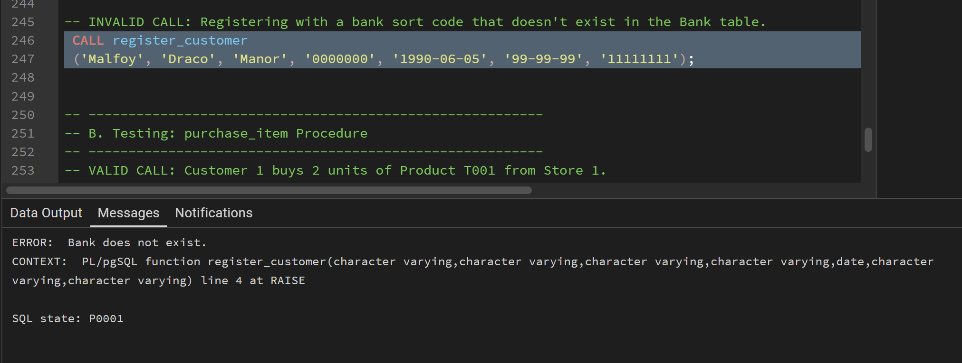 244
245 -- INVALID CALL: Registering with a bank sort code that doesn't exist in the Bank table.
246 CALL register_customer
247 ('Malfoy', 'Draco', 'Manor', '0000000', '1990-06-05', '99-99-99', '11111111');
248
249
250 -- ---------------------------------------------------------
251 -- B. Testing: purchase_item Procedure
252 -- ---------------------------------------------------------
253 -- VALID CALL: Customer 1 buys 2 units of Product T001 from Store 1.
Data Output Messages Notifications
ERROR:  Bank does not exist.
CONTEXT:  PL/pgSQL function register_customer(character varying,character varying,character varying,character varying,date,character
varying,character varying) line 4 at RAISE
SQL state: P0001